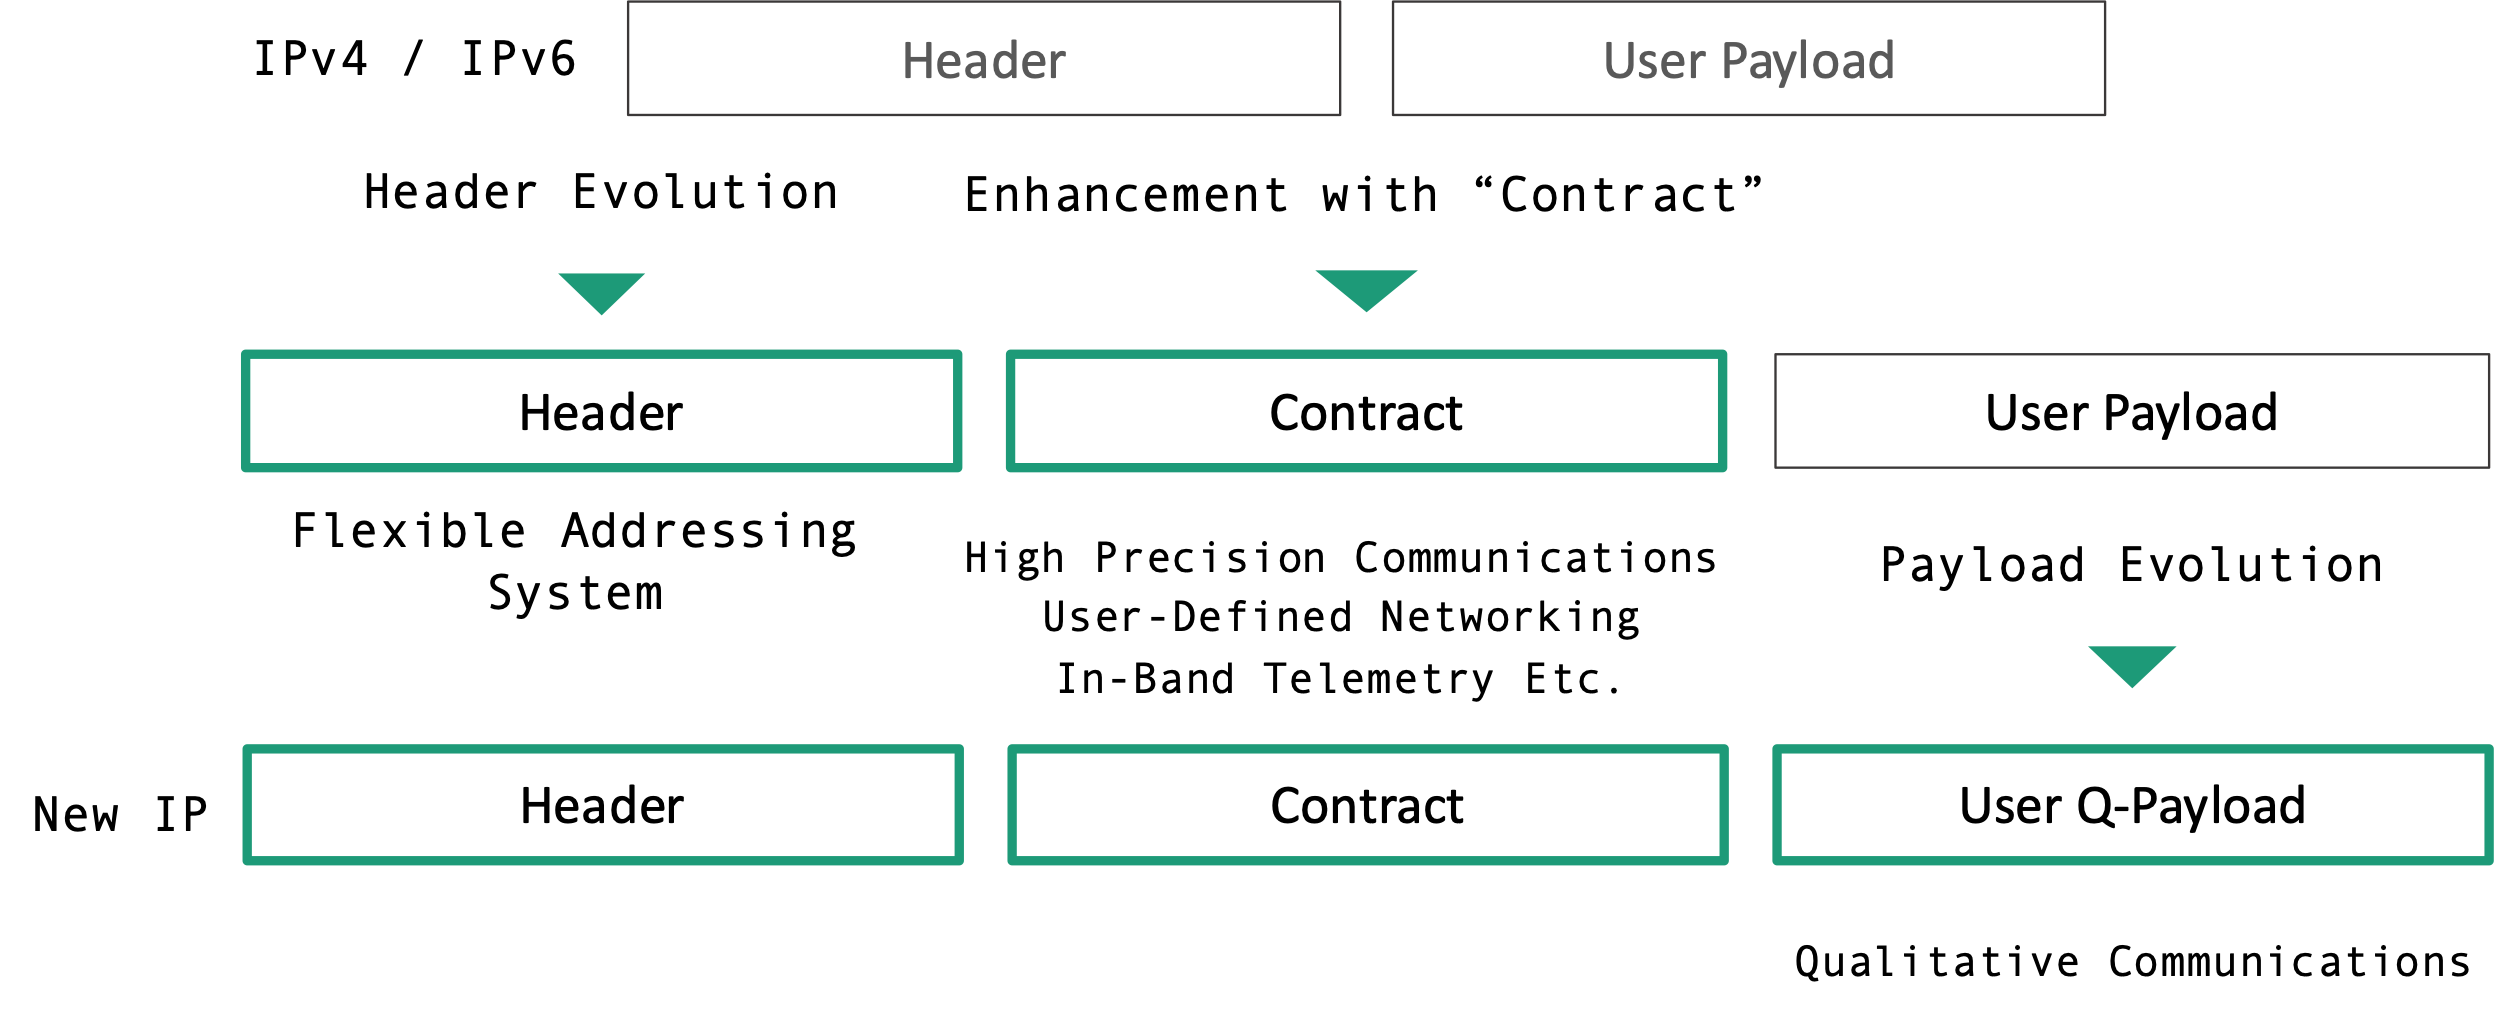 IPv4 / IPv6
Header
User Payload
Header Evolution
Enhancement with “Contract”
Header
Contract
User Payload
Flexible Addressing
System
High Precision Communications
User-Defined Networking
In-Band Telemetry Etc.
Payload Evolution
New IP
Header
Contract
User Q-Payload
Qualitative Communications